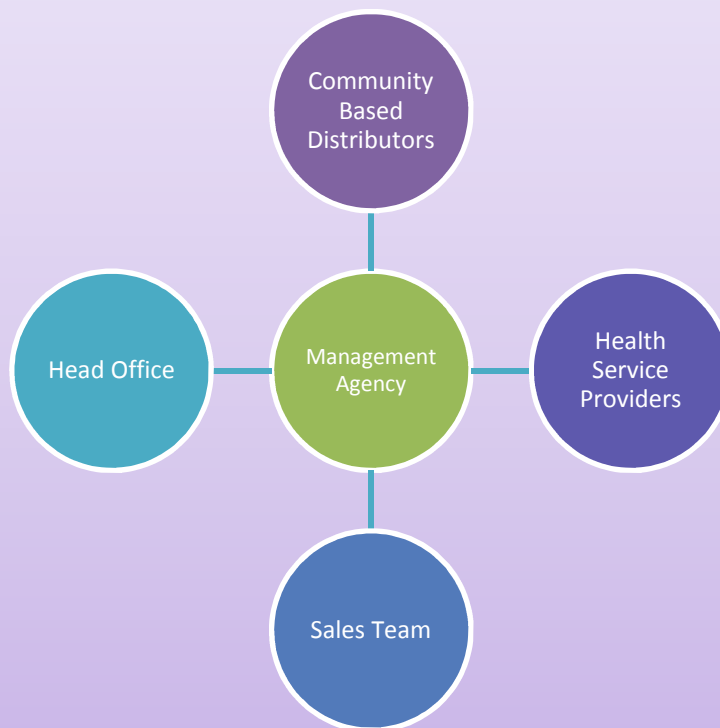 Community
Based
Distributors
Head Office
Management
Agency
Health
Service
Providers
Sales Team